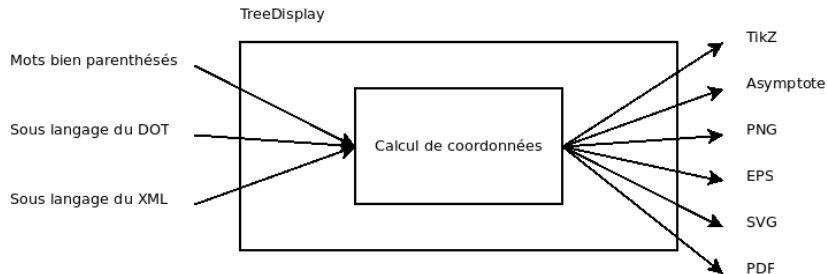 TreeDisplay
Mots bien parenthésés
Sous langage du DOT
Sous langage du XML
Calcul de coordonnées
TikZ
Asymptote
PNG
EPS
SVG
PDF